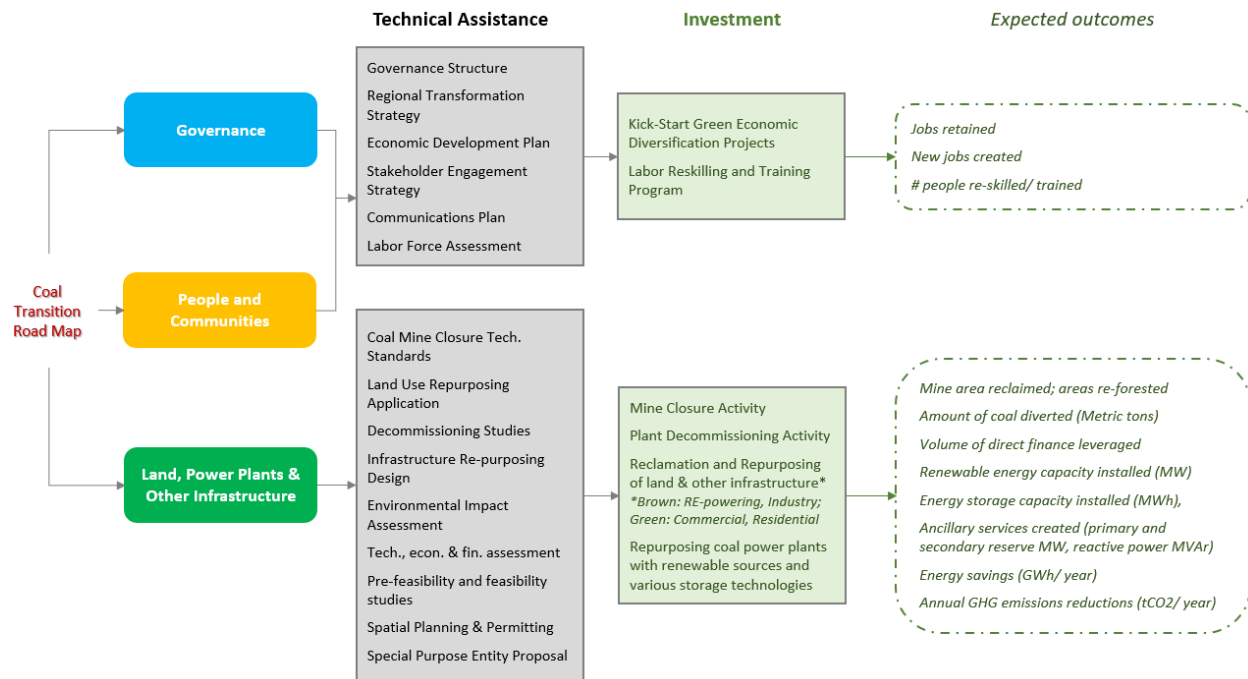 Technical Assistance
Investment
Expected outcomes
Coal
Transition
Road Map
Governance
People and
Communities
Land, Power Plants &
Other Infrastructure
Governance Structure
Regional Transformation
Strategy
Economic Development Plan
Stakeholder Engagement
Strategy
Communications Plan
Labor Force Assessment
Kick-Start Green Economic
Diversification Projects
Labor Reskilling and Training
Program
Jobs retained
New jobs created
# people re-skilled/ trained
Coal Mine Closure Tech.
Standards
Land Use Repurposing
Application
Decommissioning Studies
Infrastructure Re-purposing
Design
Environmental Impact
Assessment
Tech., econ. & fin. assessment
Pre-feasibility and feasibility
studies
Spatial Planning & Permitting
Special Purpose Entity Proposal
Mine Closure Activity
Plant Decommissioning Activity
Reclamation and Repurposing
of land & other infrastructure*
*Brown: RE-powering, Industry;
Green: Commercial, Residential
Repurposing coal power plants
with renewable sources and
various storage technologies
Mine area reclaimed; areas re-forested
Amount of coal diverted (Metric tons)
Volume of direct finance leveraged
Renewable energy capacity installed (MW)
Energy storage capacity installed (MWh),
Ancillary services created (primary and
secondary reserve MW, reactive power MVAr)
Energy savings (GWh/ year)
Annual GHG emissions reductions (tCO2/ year)